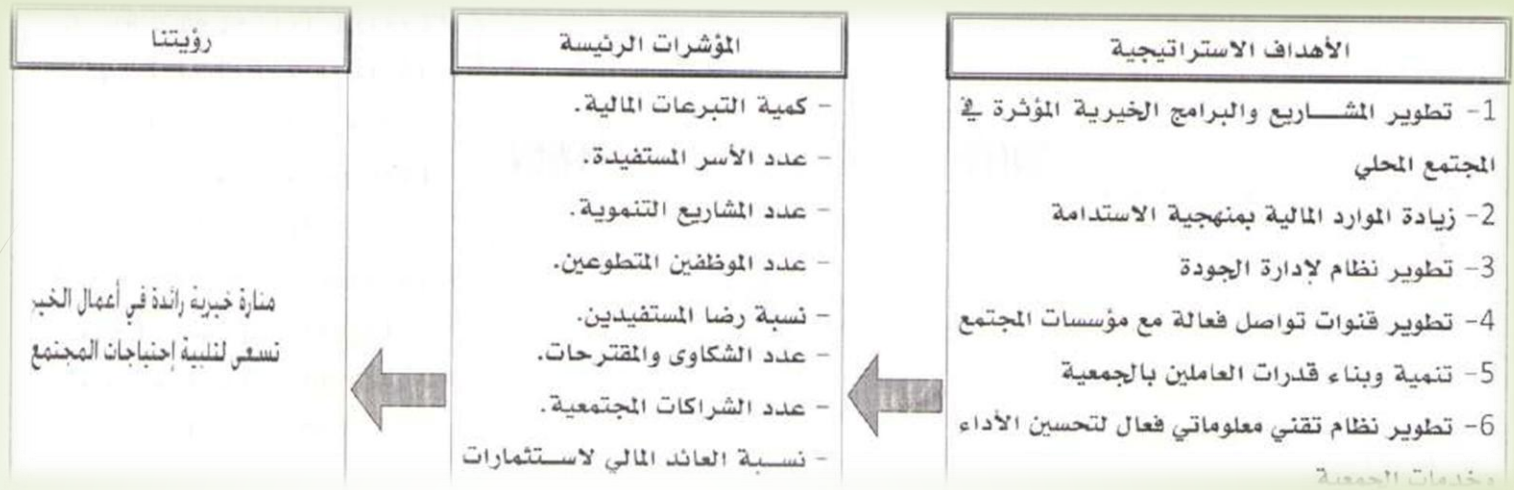 الأهداف الاستراتيجية
1- تطوير المشاريع والبرامج الخيرية المؤثرة في
المجتمع المحلي
2- زيادة الموارد المالية بمنهجية الاستدامة
3- تطوير نظام لإدارة الجودة
4- تطوير قنوات تواصل فعالة مع مؤسسات المجتمع
5- تنمية وبناء قدرات العاملين بالجمعية
6- تطوير نظام تقني معلوماتي فعال لتحسين الأداء
وخدمات الجمعية
المؤشرات الرئيسة
- كمية التبرعات المالية.
- عدد الأسر المستفيدة.
- عدد المشاريع التنموية.
- عدد الموظفين المتطوعين.
- نسبة رضا المستفيدين.
- عدد الشكاوى والمقترحات.
- عدد الشراكات المجتمعية.
- نسبة العائد المالي لاستثمارات
رؤيتنا
منارة خيرية رائدة في أعمال الخير
تسعى لتلبية إحتياجات المجتمع